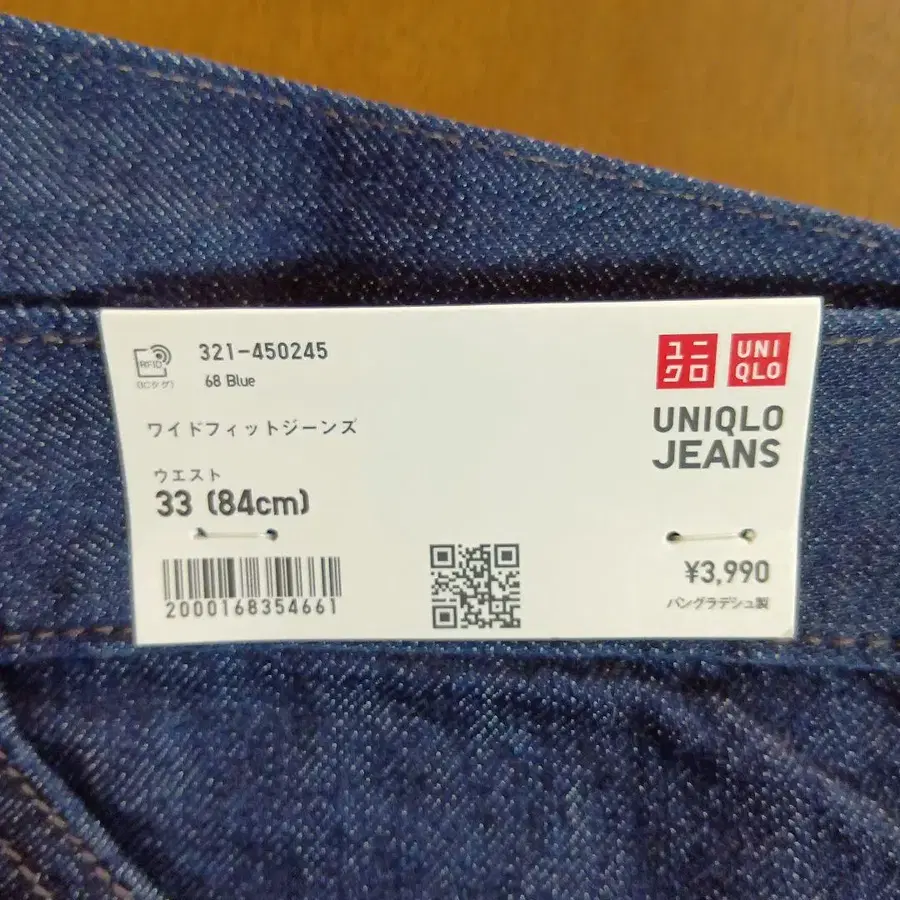 RFID
(ICタグ)
321-450245
68 Blue
ワイドフィットジーンズ
ウエスト
33 (84cm)
2000168354661
ユニ
クロ
UNI
QLO
UNIQLO
JEANS
¥3,990
バングラデシュ製